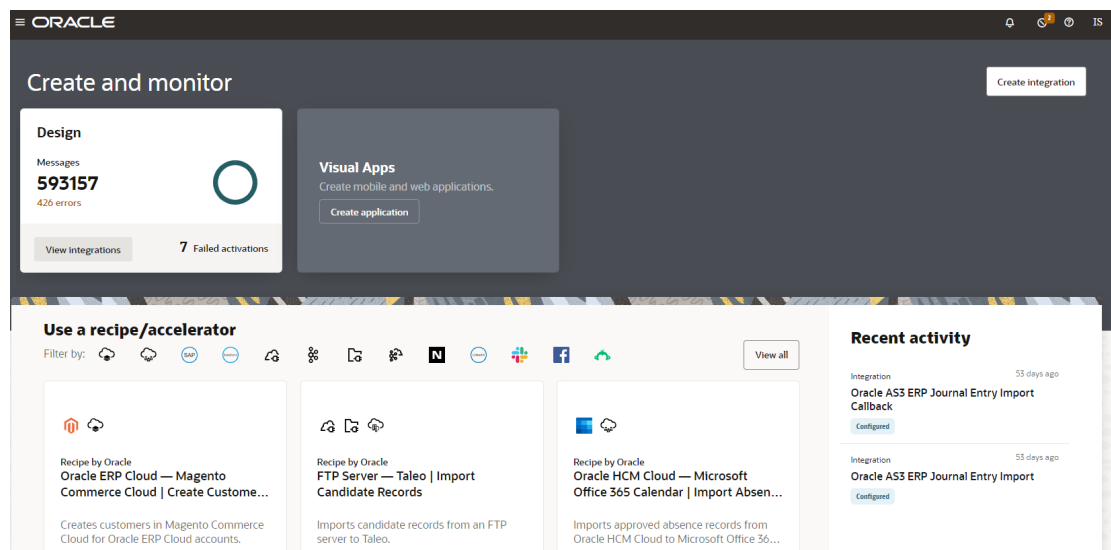 ORACLE
2
IS
Create and monitor
Create integration
Design
Messages
593157
426 errors
View integrations
7 Failed activations
Visual Apps
Create mobile and web applications.
Create application
Use a recipe/accelerator
Filter by:
SAP
N
View all
Recipe by Oracle
Oracle ERP Cloud — Magento
Commerce Cloud | Create Custome...
Creates customers in Magento Commerce
Cloud for Oracle ERP Cloud accounts.
Recipe by Oracle
FTP Server — Taleo | Import
Candidate Records
Imports candidate records from an FTP
server to Taleo.
Recipe by Oracle
Oracle HCM Cloud — Microsoft
Office 365 Calendar | Import Absen...
Imports approved absence records from
Oracle HCM Cloud to Microsoft Office 36...
Recent activity
Integration
53 days ago
Oracle AS3 ERP Journal Entry Import
Callback
Configured
Integration
53 days ago
Oracle AS3 ERP Journal Entry Import
Configured